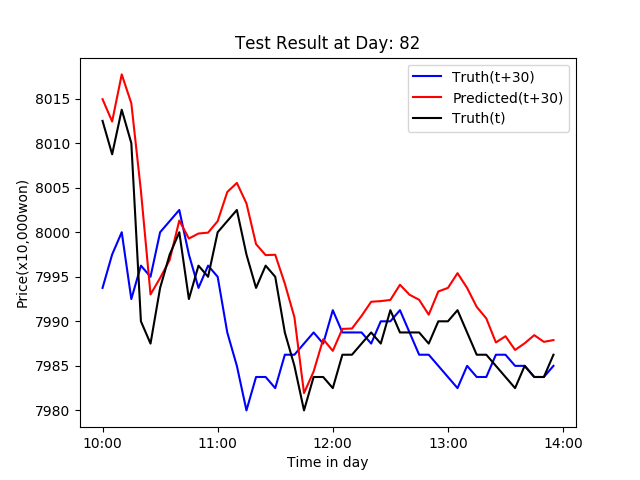 Test Result at Day: 82
Truth(t+30)
Predicted(t+30)
Truth(t)
Price(x10,000won)
8015
8010
8005
8000
7995
7990
7985
7980
10:00 11:00 12:00 13:00 14:00
Time in day